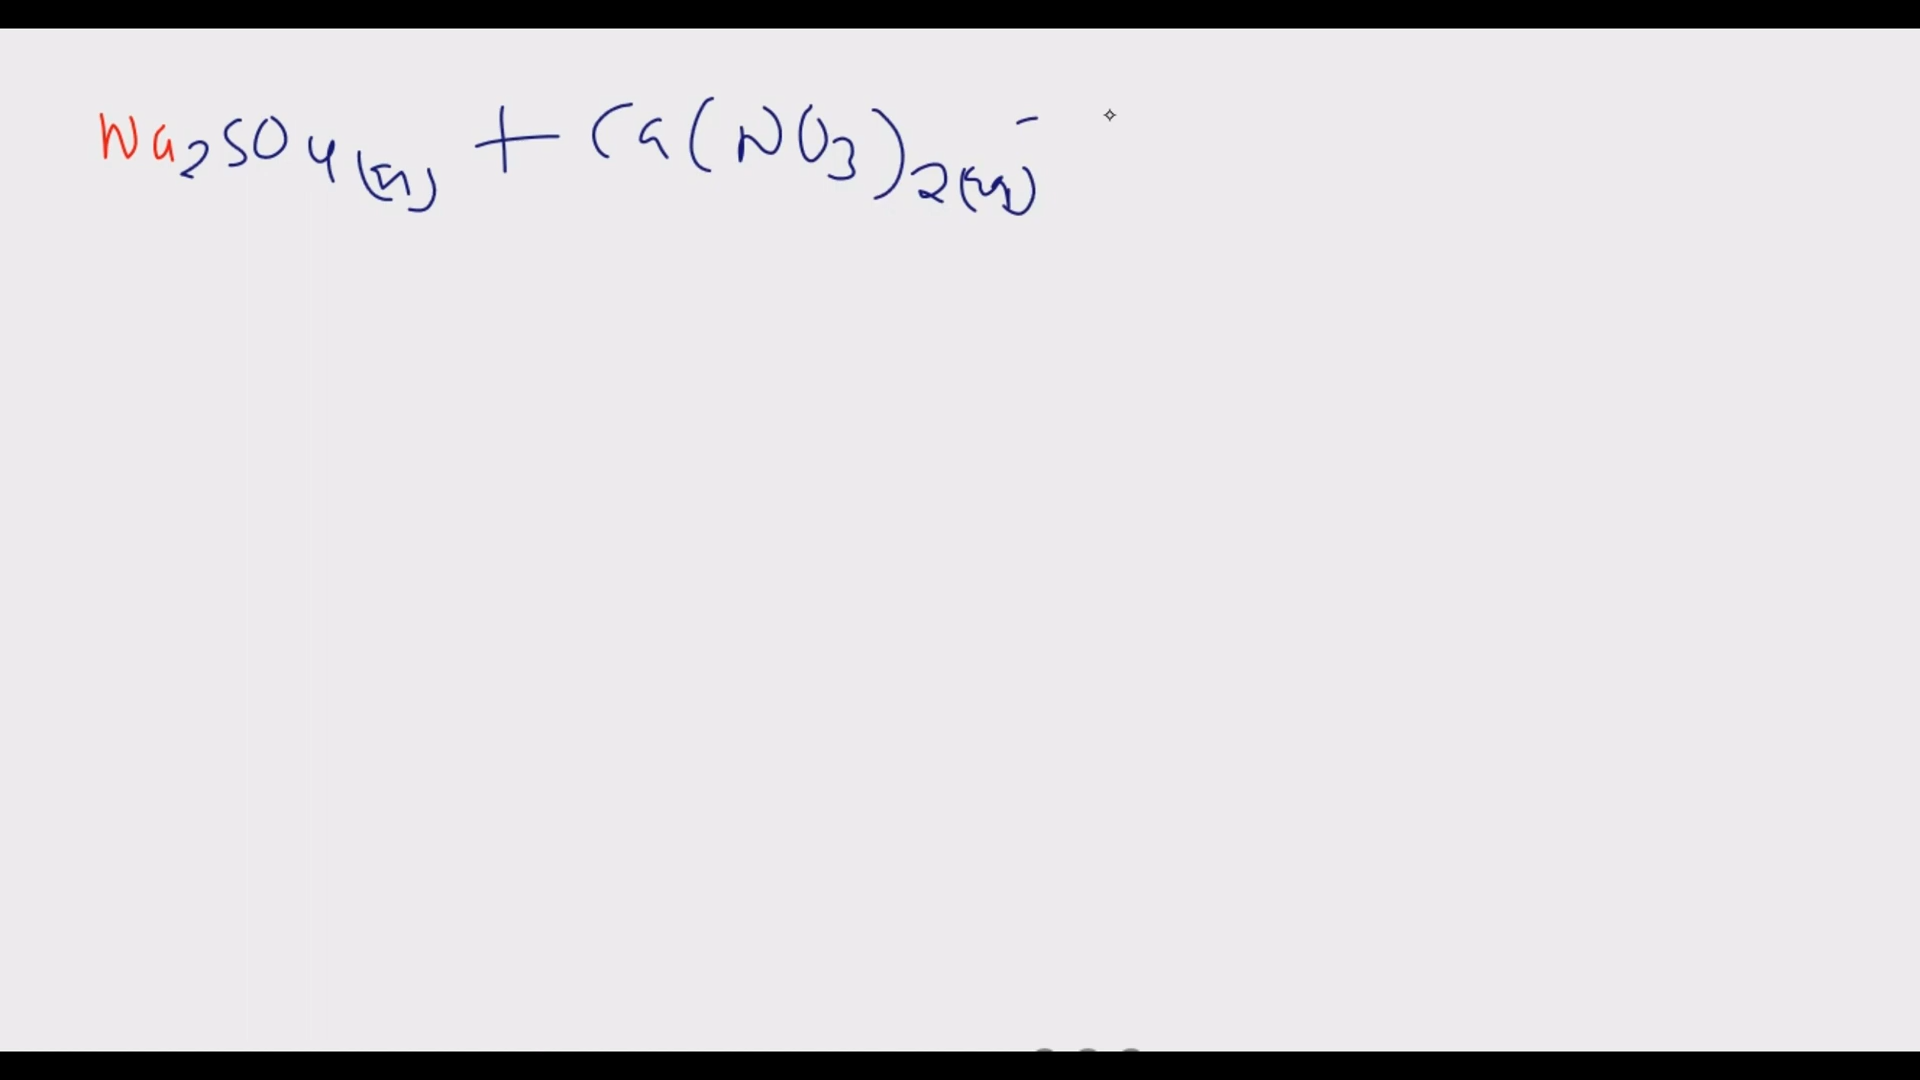 Na₂SO₄(aq) + Ca(NO₃)₂(aq) -